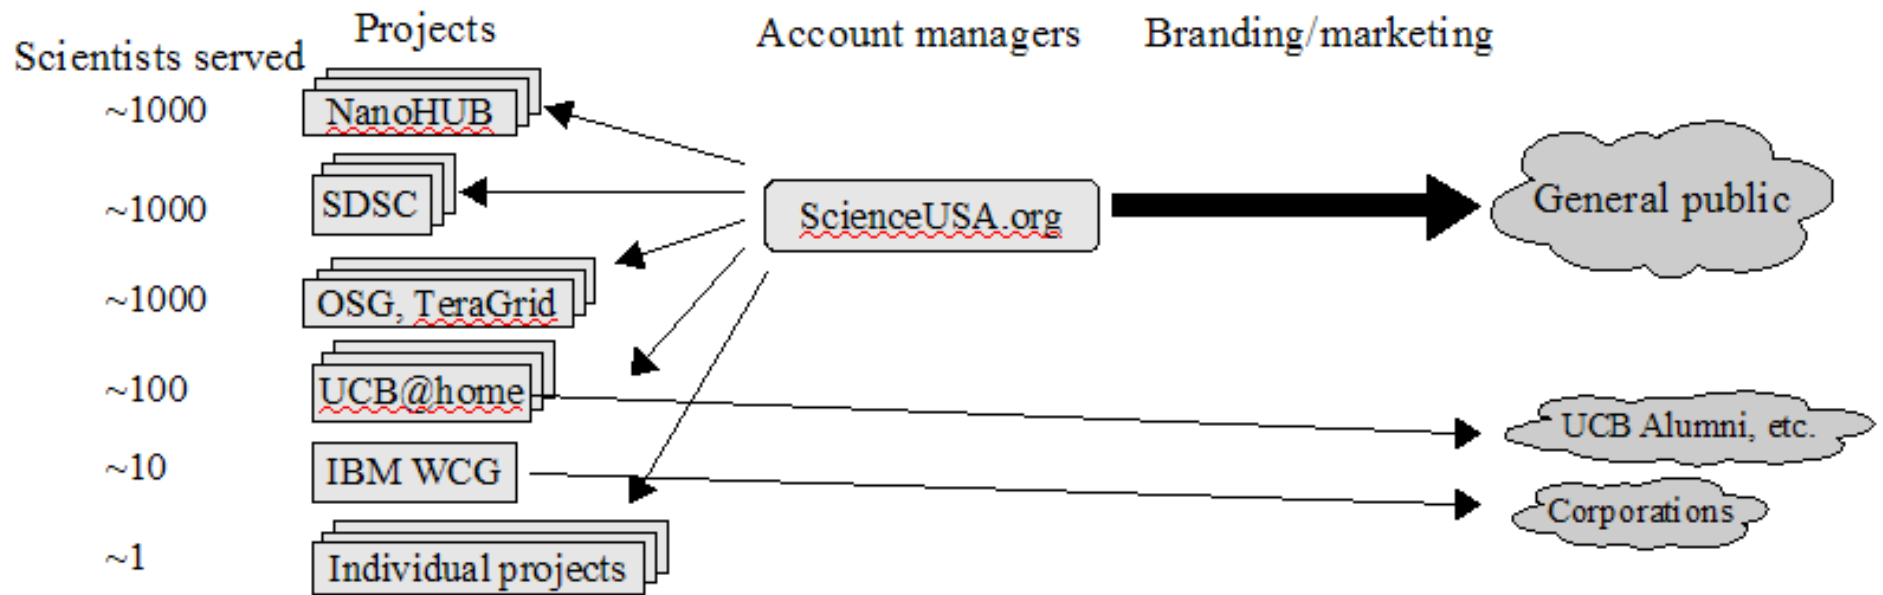 Scientists served
Projects
Account managers
Branding/marketing
~1000
NanoHUB
~1000
SDSC
ScienceUSA.org
General public
~1000
OSG, TeraGrid
~100
UCB@home
UCB Alumni, etc.
~10
IBM WCG
Corporations
~1
Individual projects